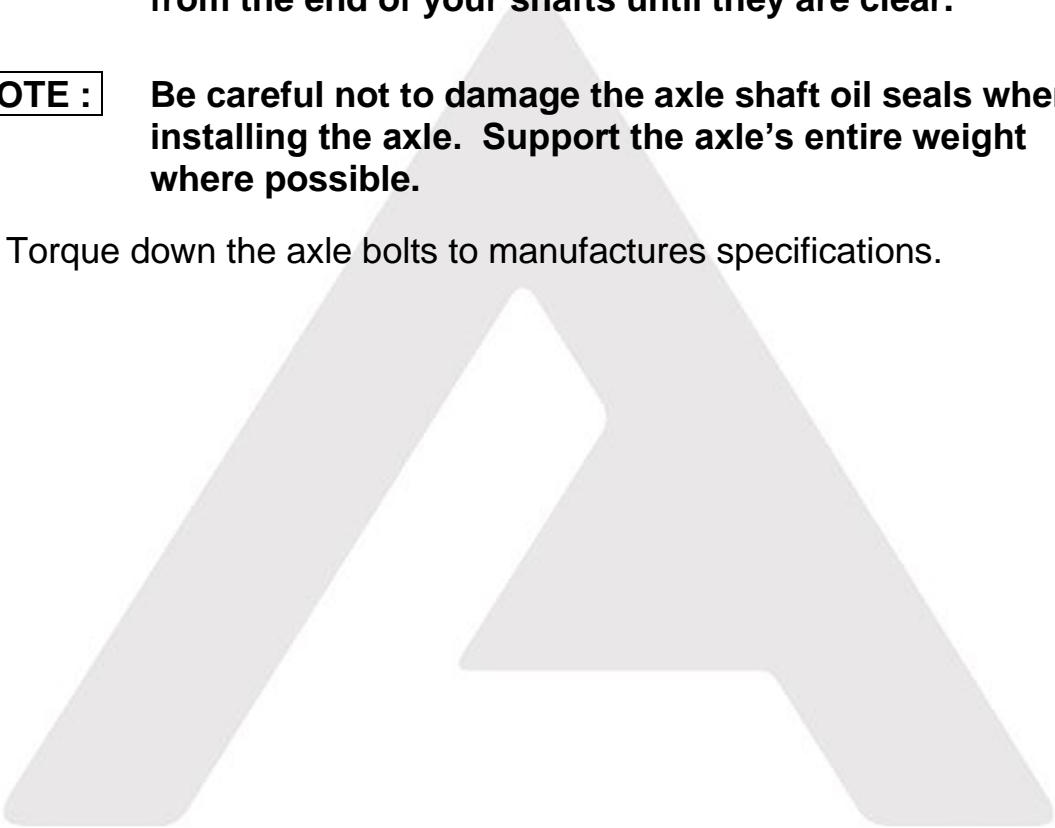 from the end of your shafts until they are clear.
OTE : Be careful not to damage the axle shaft oil seals when
installing the axle.  Support the axle’s entire weight
where possible.
Torque down the axle bolts to manufactures specifications.